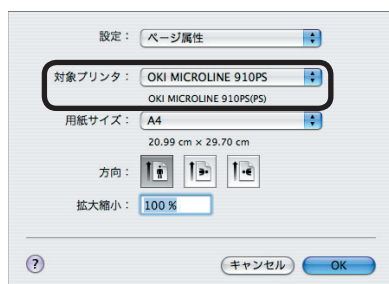 設定： ページ属性
対象プリンタ： OKI MICROLINE 910PS
OKI MICROLINE 910PS(PS)
用紙サイズ： A4
20.99 cm × 29.70 cm
方向：
拡大縮小： 100 %
? キャンセル OK